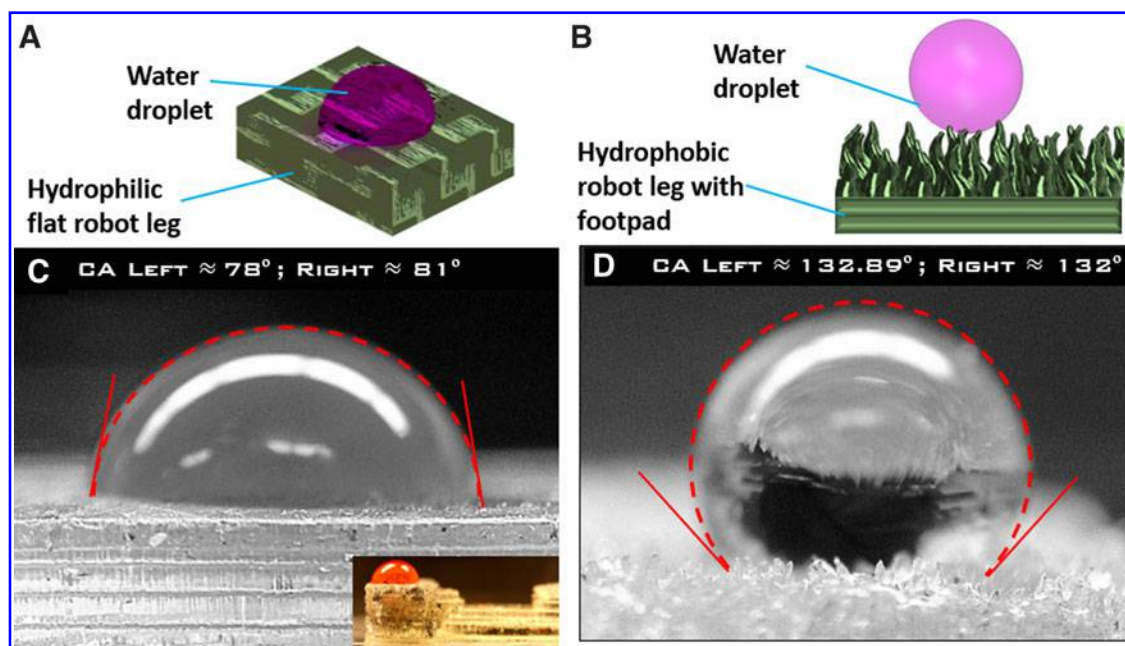 A
Water
droplet
Hydrophilic
flat robot leg
B
Water
droplet
Hydrophobic
robot leg with
footpad
C
CA LEFT ≈ 78°; RIGHT ≈ 81°
D
CA LEFT ≈ 132.89°; RIGHT ≈ 132°